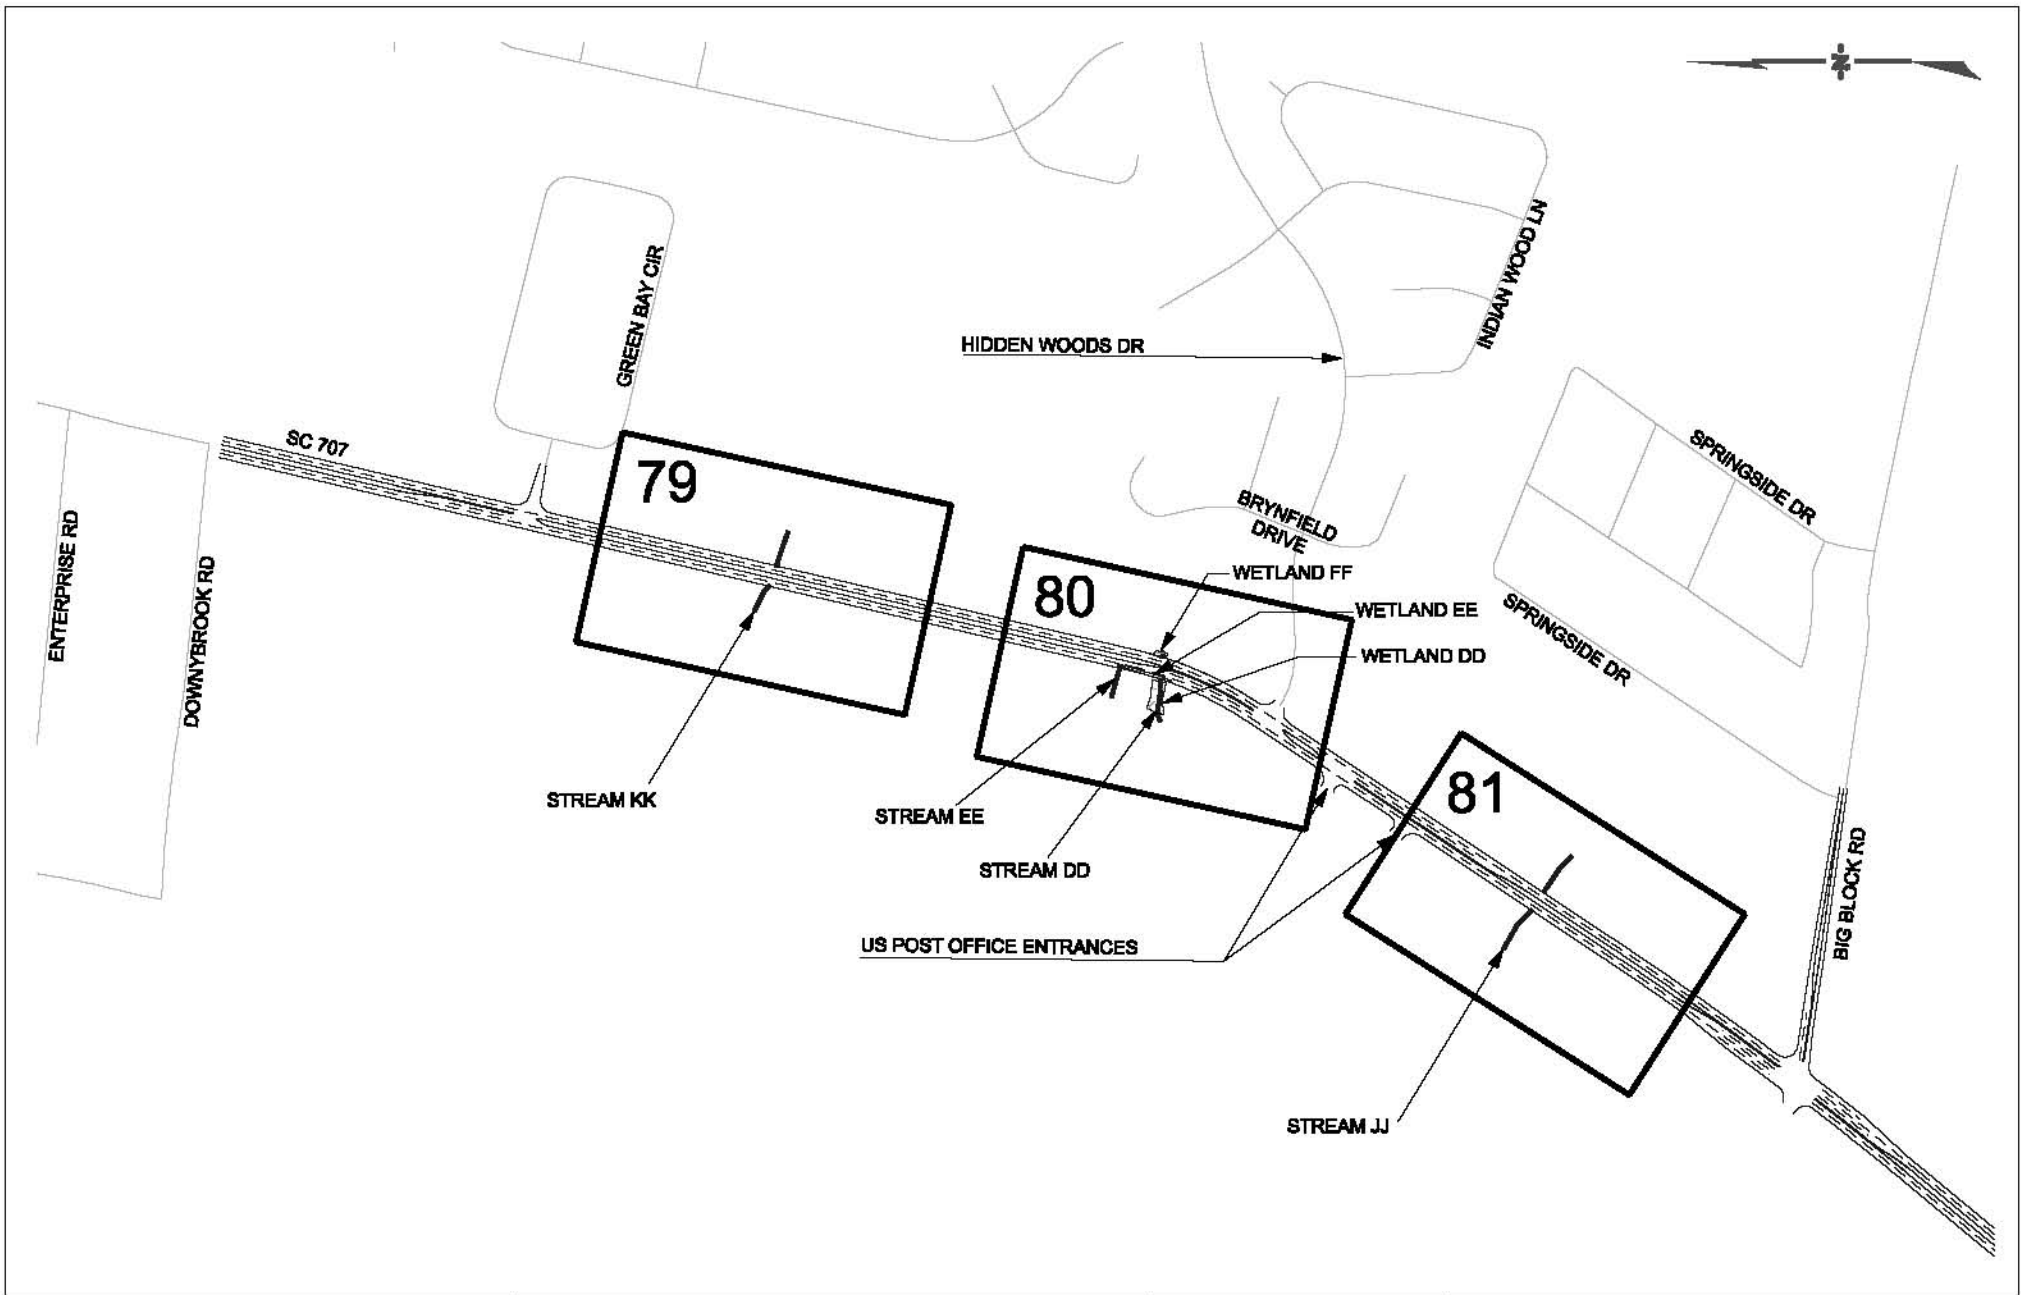 N
SC 707
GREEN BAY CIR
HIDDEN WOODS DR
INDIAN WOOD LN
SPRINGSIDE DR
79
BRYNFIELD
DRIVE
80
WETLAND FF
WETLAND EE
WETLAND DD
SPRINGSIDE DR
ENTERPRISE RD
DOWNYBROOK RD
STREAM KK
STREAM EE
STREAM DD
81
BIG BLOCK RD
US POST OFFICE ENTRANCES
STREAM JJ